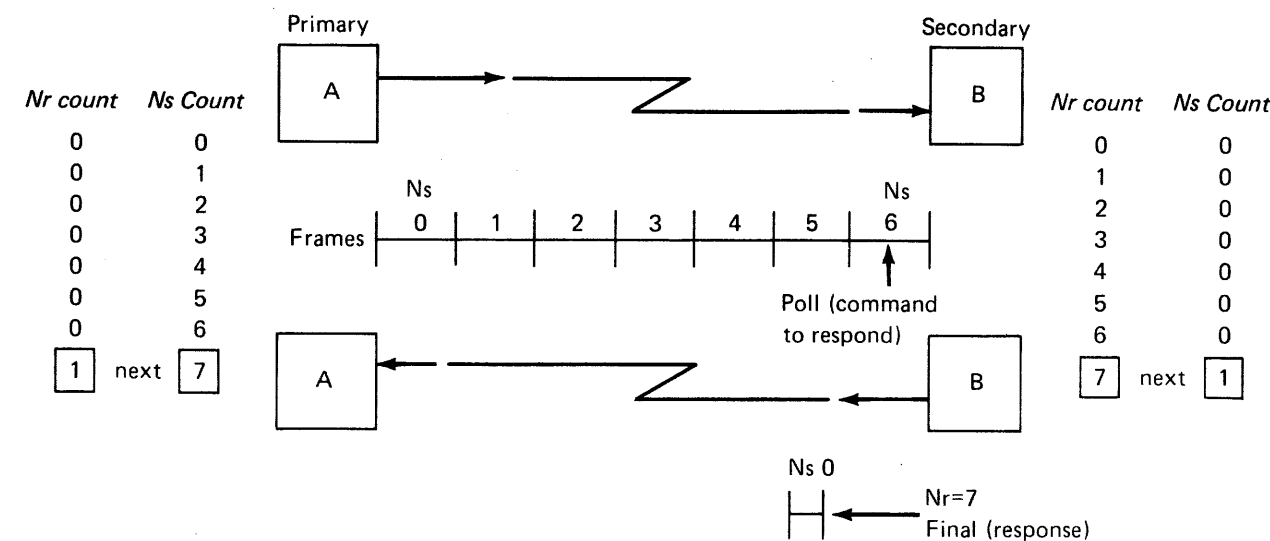 Primary
Secondary
A
B
Nr count Ns Count
0 0
0 1
0 2
0 3
0 4
0 5
0 6
1 next 7
Nr count Ns Count
0 0
1 0
2 0
3 0
4 0
5 0
6 0
7 next 1
Ns Ns
Frames 0 1 2 3 4 5 6
Poll (command
to respond)
A
B
Ns 0
Nr=7
Final (response)